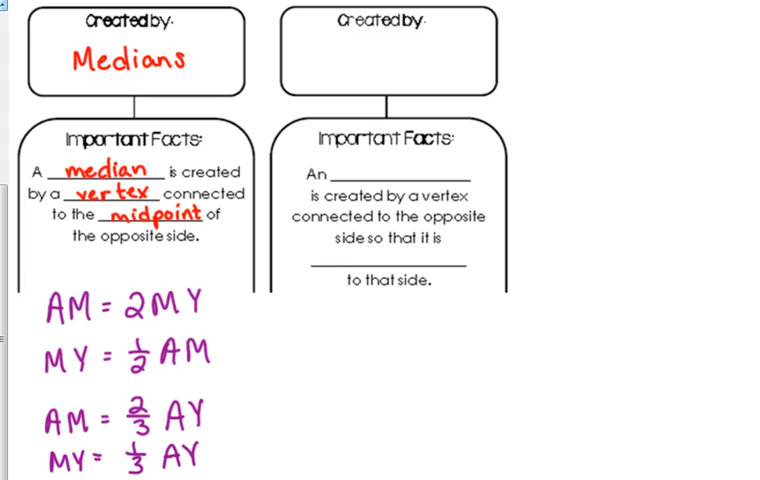 Created by:
Medians
Important Facts:
A median is created
by a vertex connected
to the midpoint of
the opposite side.
AM = 2MY
MY = 1/2 AM
AM = 2/3 AY
MY = 1/3 AY
Created by:
Important Facts:
An
is created by a vertex
connected to the opposite
side so that it is
to that side.